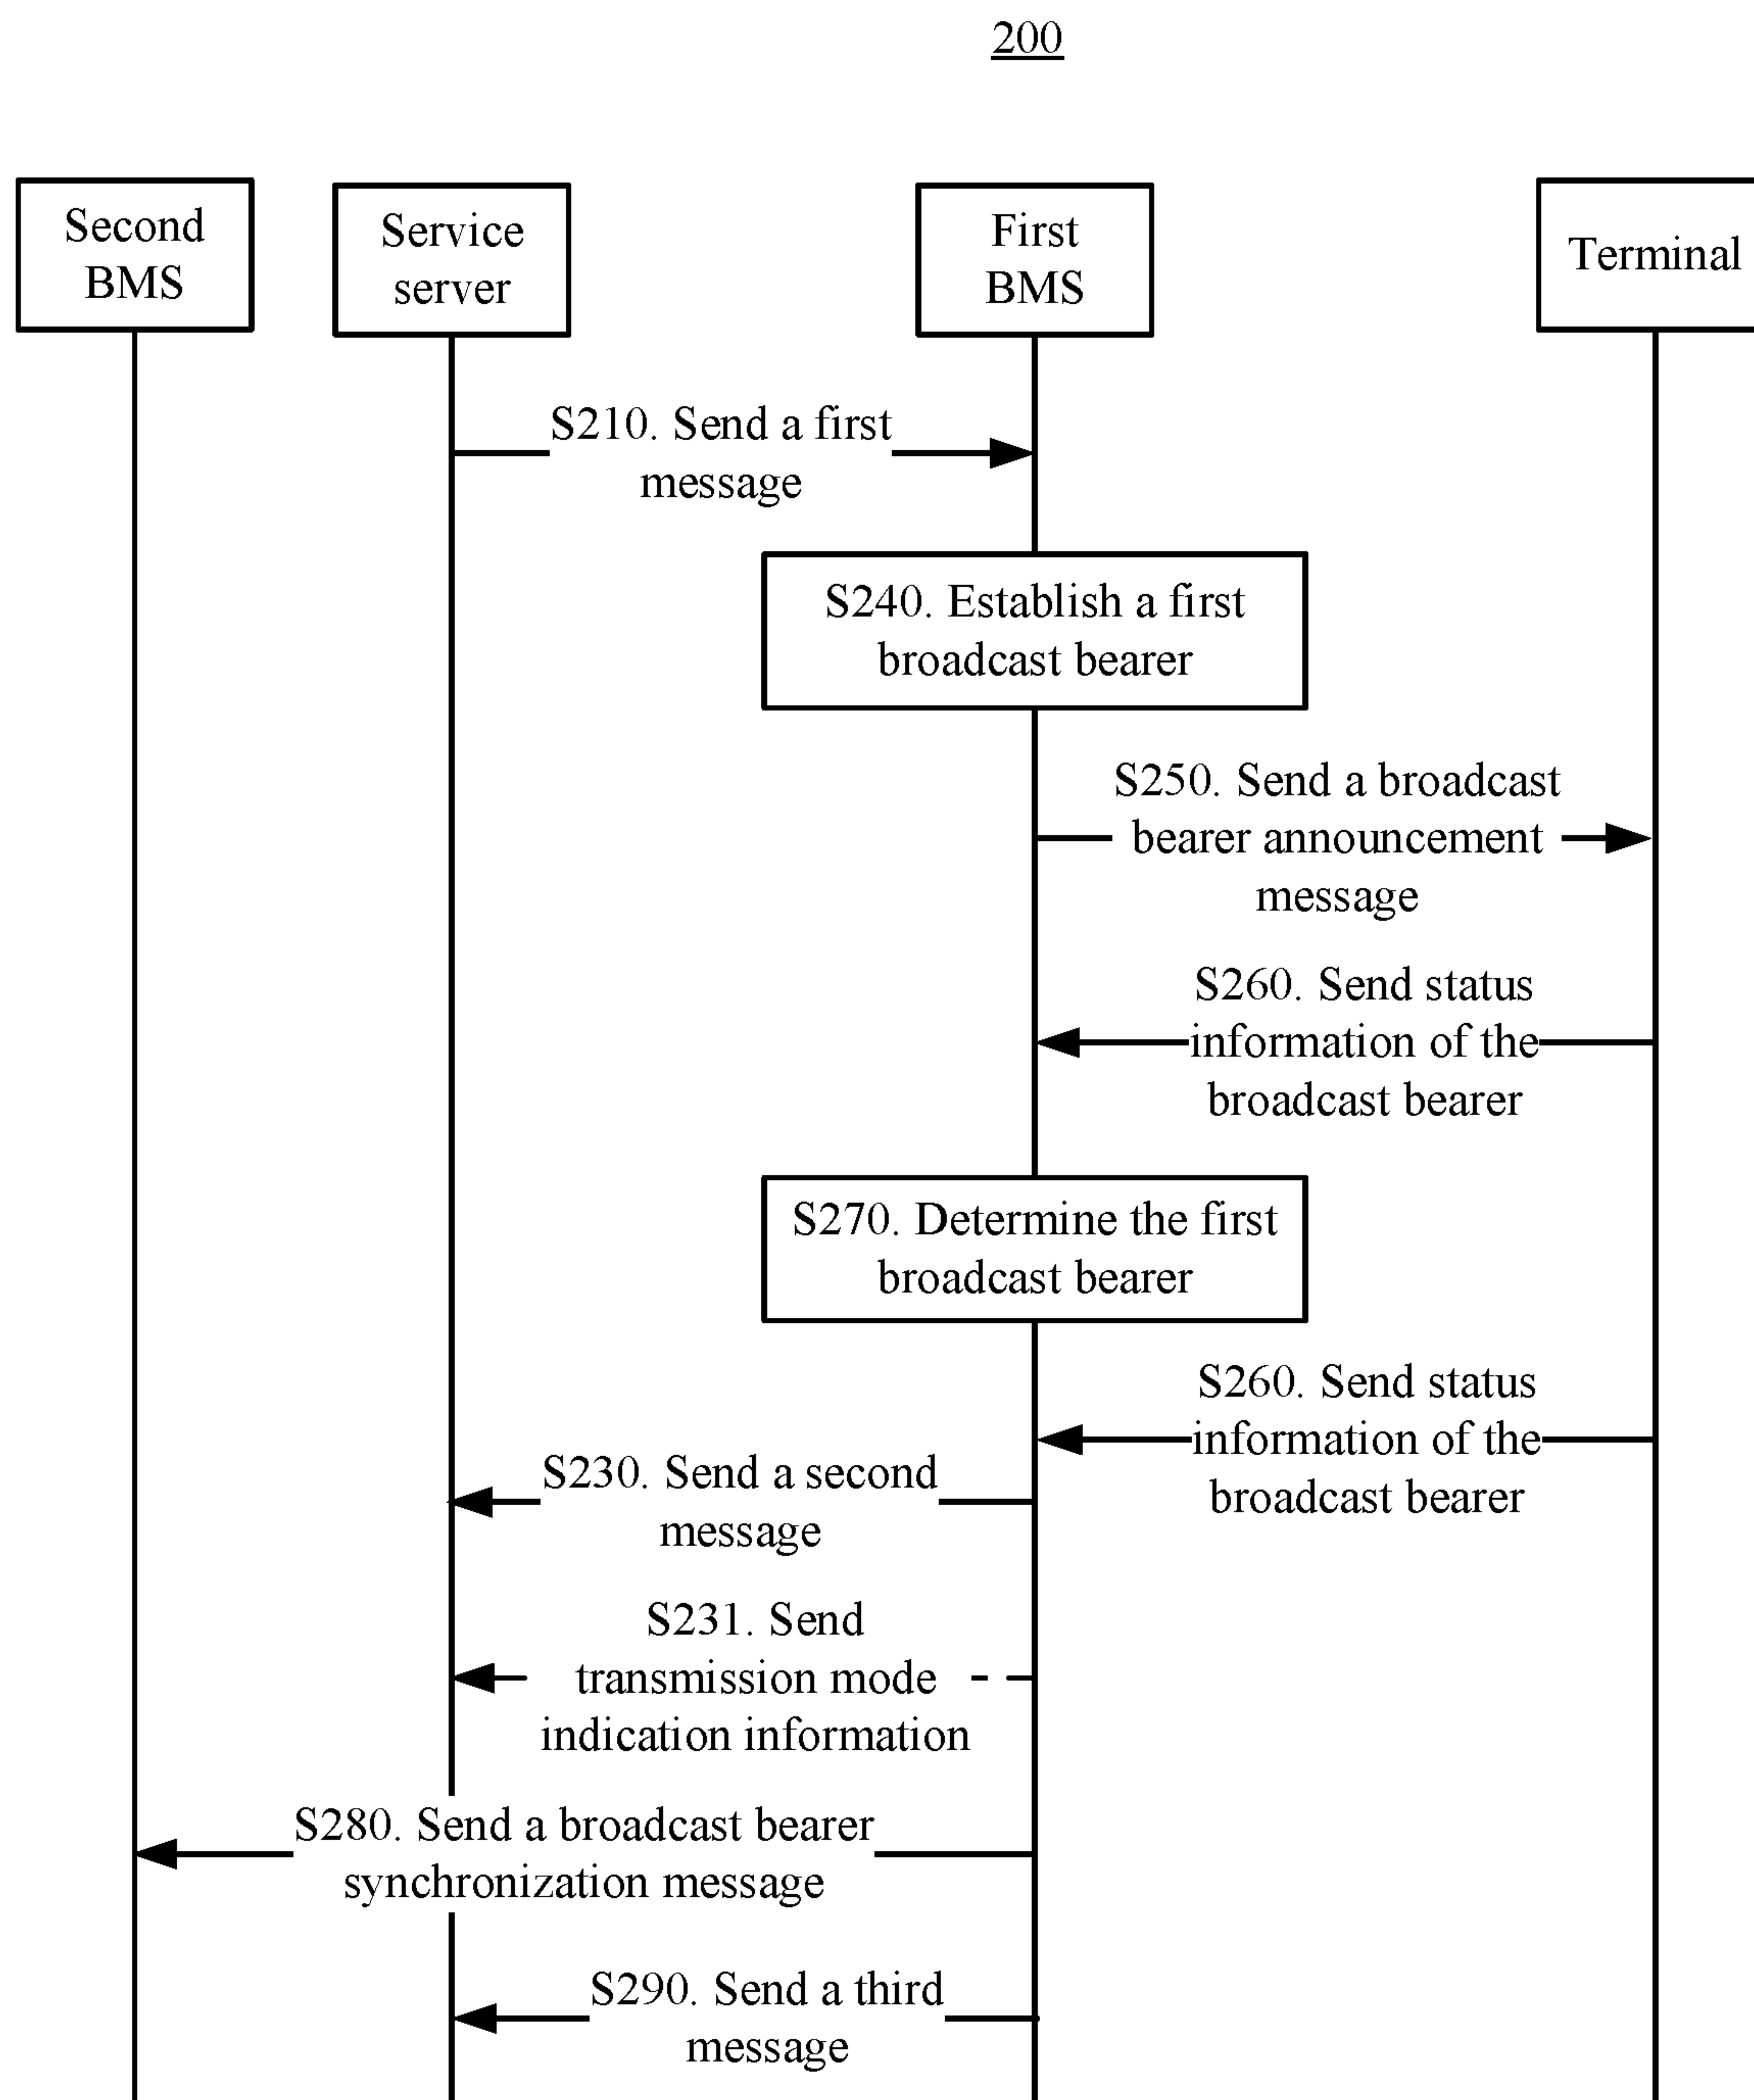 200
Second
BMS
Service
server
First
BMS
Terminal
S210. Send a first
message
S240. Establish a first
broadcast bearer
S250. Send a broadcast
bearer announcement
message
S260. Send status
information of the
broadcast bearer
S270. Determine the first
broadcast bearer
S260. Send status
information of the
broadcast bearer
S230. Send a second
message
S231. Send
transmission mode
indication information
S280. Send a broadcast bearer
synchronization message
S290. Send a third
message